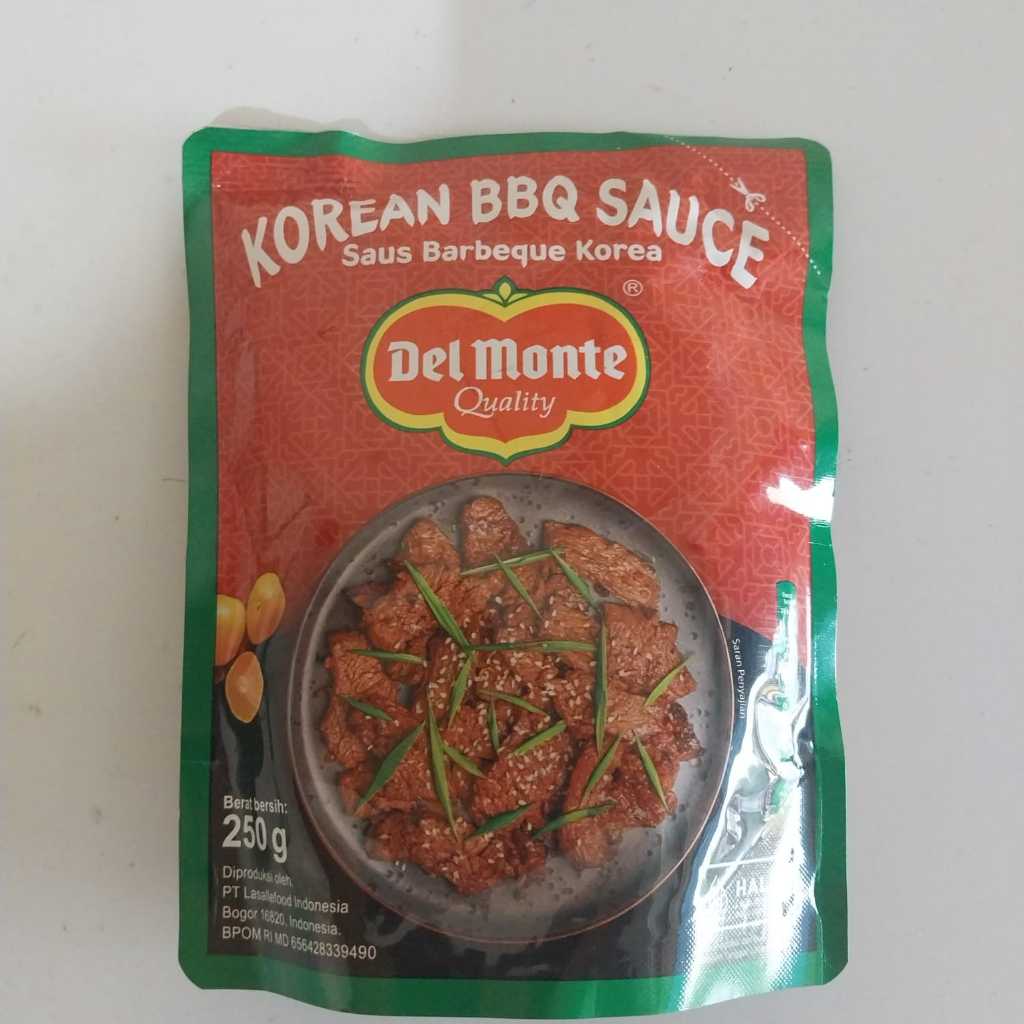 KOREAN BBQ SAUCE
Saus Barbeque Korea
®
Del Monte
Quality
Saran Penyajian
Berat bersih:
250 g
Diproduksi oleh:
PT Lasallefood Indonesia
Bogor 16820, Indonesia.
BPOM RI MD 656428339490